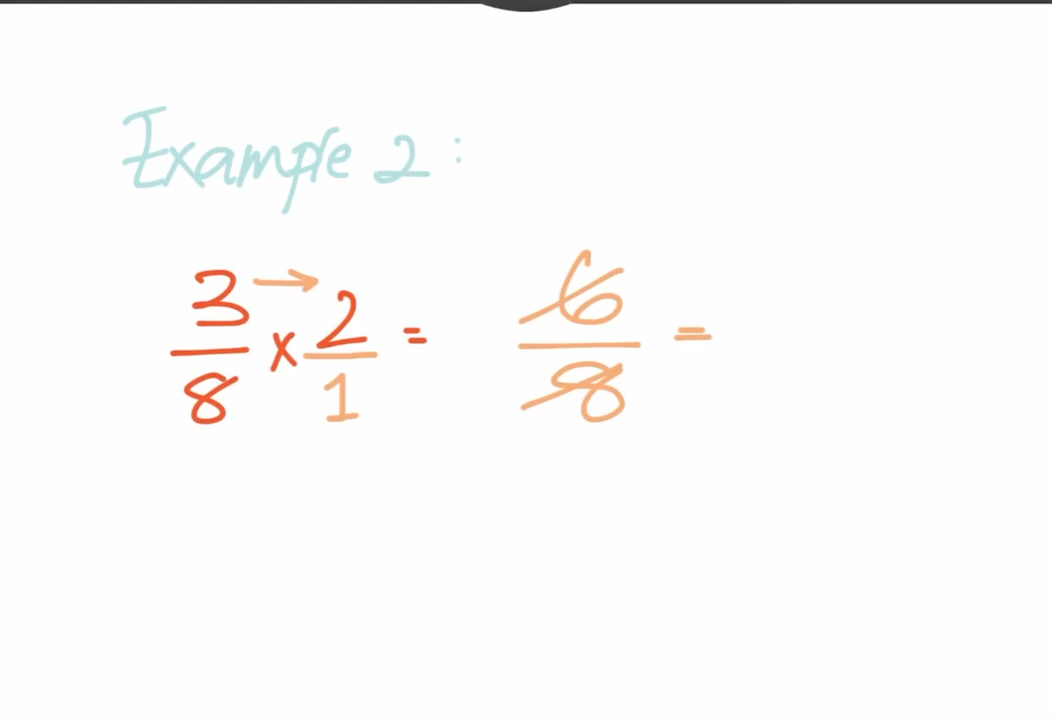 Example 2:
3/8 x 2/1 = 6/8 =